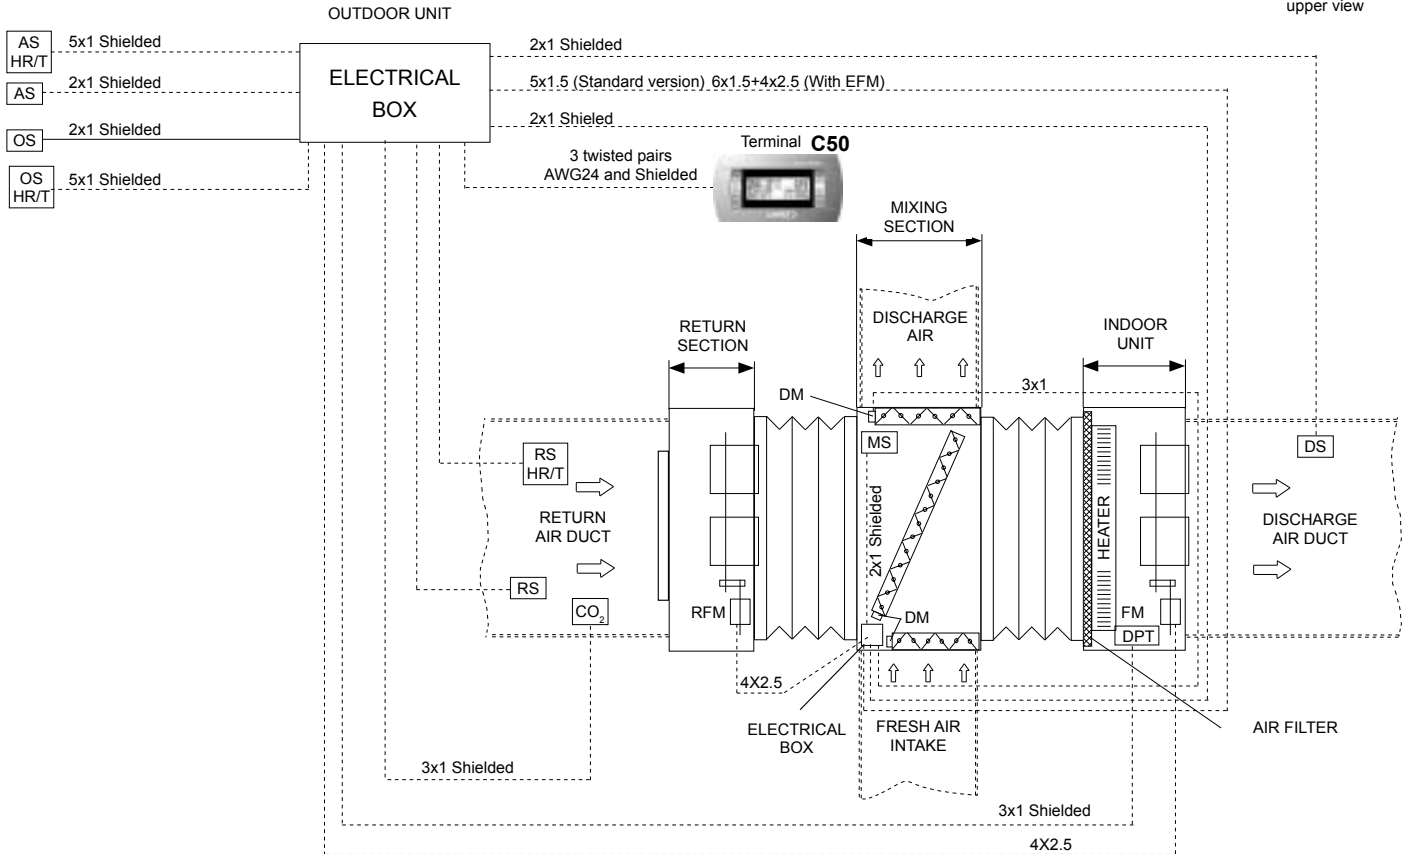 upper view
OUTDOOR UNIT
AS
HR/T
5x1 Shielded
AS
2x1 Shielded
OS
2x1 Shielded
OS
HR/T
5x1 Shielded
ELECTRICAL
BOX
2x1 Shielded
5x1.5 (Standard version) 6x1.5+4x2.5 (With EFM)
2x1 Shieled
Terminal C50
3 twisted pairs
AWG24 and Shielded
MIXING
SECTION
RETURN
SECTION
DISCHARGE
AIR
INDOOR
UNIT
DM
3x1
MS
RS
HR/T
RETURN
AIR DUCT
RS
CO2
RFM
2x1 Shielded
DM
HEATER
FM
DPT
DS
DISCHARGE
AIR DUCT
4X2.5
ELECTRICAL
BOX
FRESH AIR
INTAKE
AIR FILTER
3x1 Shielded
3x1 Shielded
4X2.5